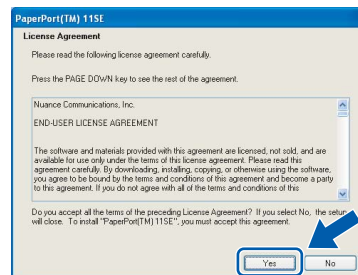 PaperPort(TM) 11SE
License Agreement
Please read the following license agreement carefully.
Press the PAGE DOWN key to see the rest of the agreement.
Nuance Communications, Inc.
END-USER LICENSE AGREEMENT
The software and materials provided with this agreement are licensed, not sold, and are
available for use only under the terms of this license agreement. Please read this
agreement carefully. By downloading, installing, copying, or otherwise using the software,
you agree to be bound by the terms and conditions of this agreement and become a party
to this agreement. If you do not agree with all of the terms and conditions of this
Do you accept all the terms of the preceding License Agreement? If you select No, the setup
will close. To install "PaperPort(TM) 11SE", you must accept this agreement.
Yes
No